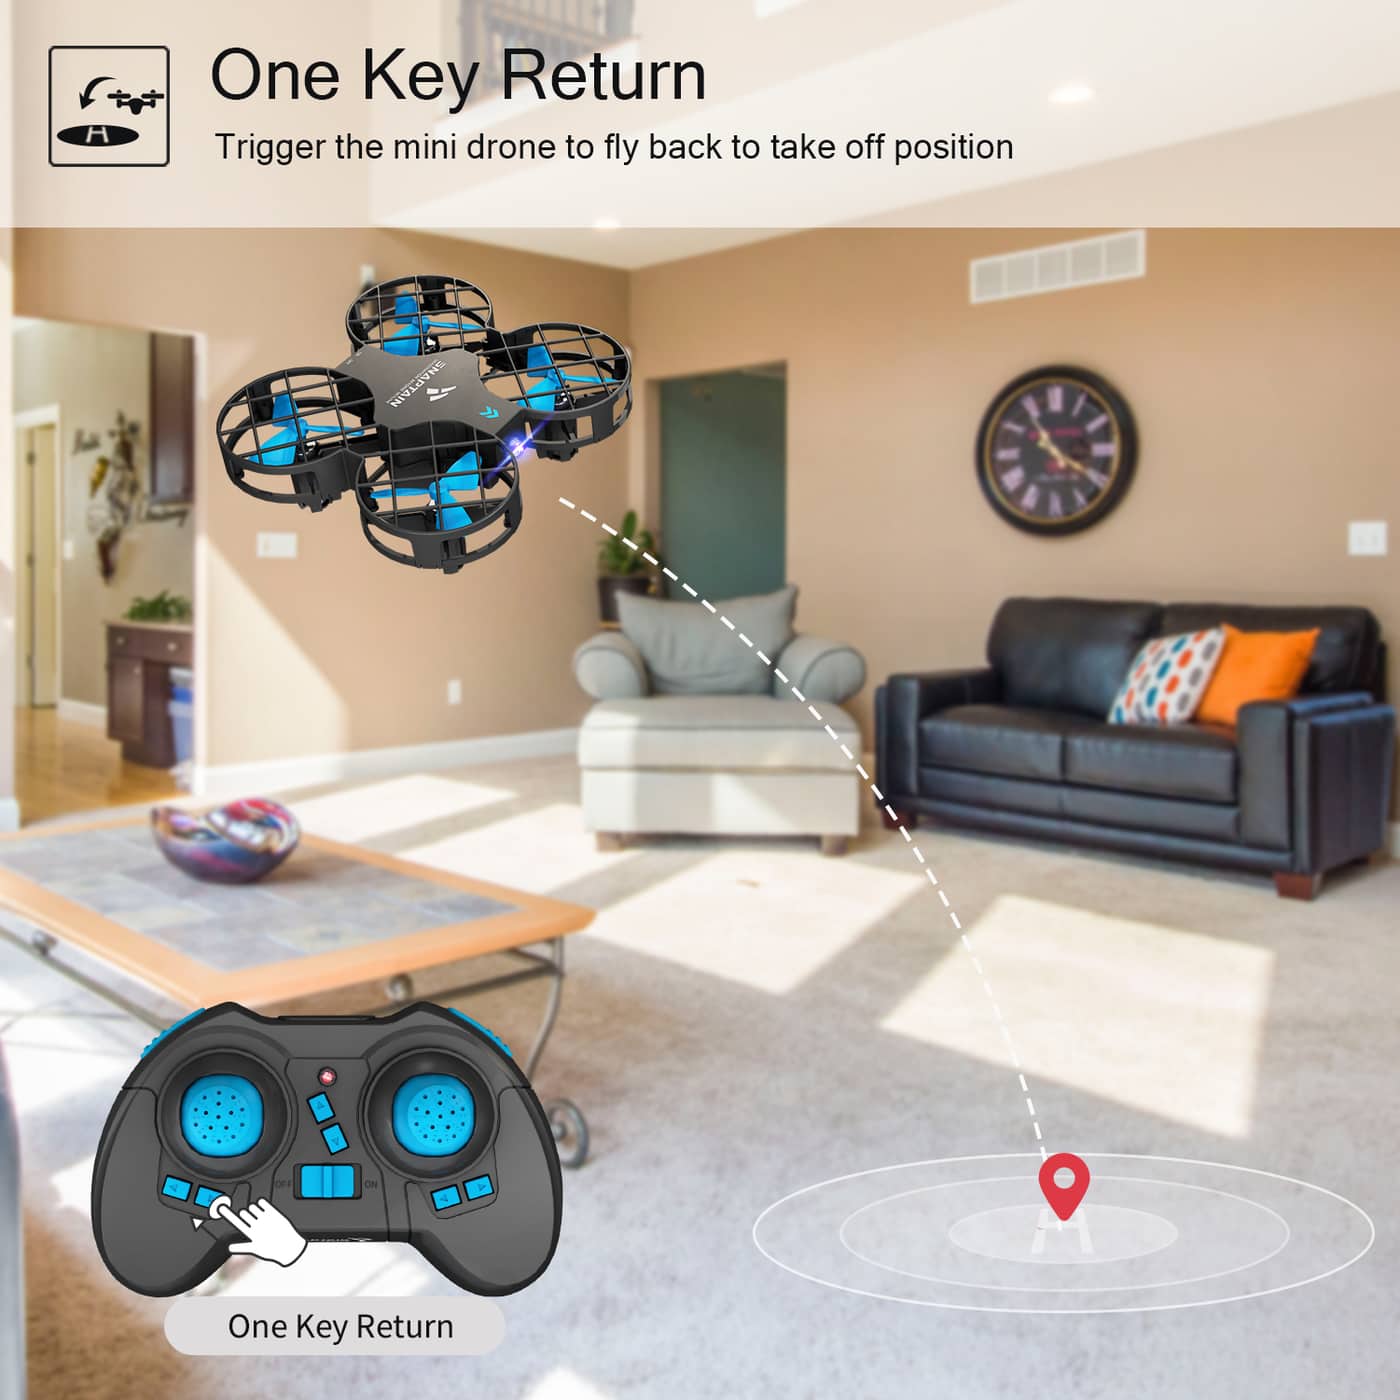 One Key Return
Trigger the mini drone to fly back to take off position
SNAPTAIN
H
OFF
ON
H
One Key Return